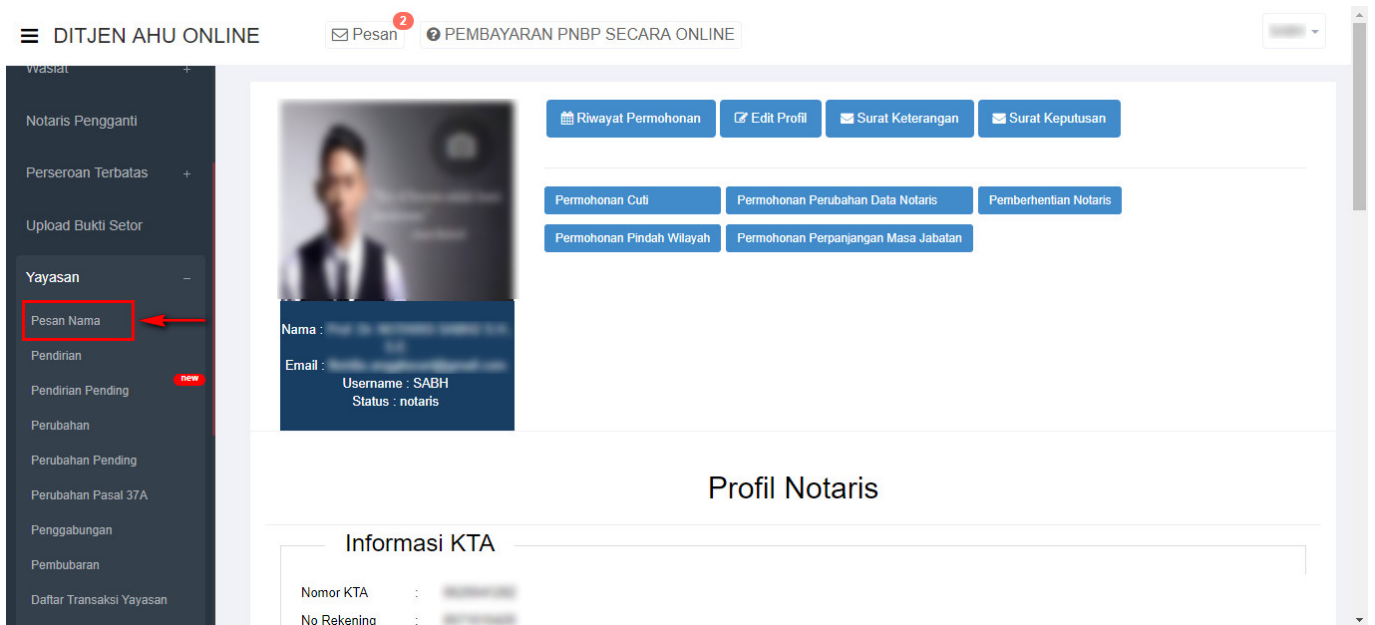 DITJEN AHU ONLINE
Pesan 2
PEMBAYARAN PNBP SECARA ONLINE
Wasiat +
Notaris Pengganti
Perseroan Terbatas +
Upload Bukti Setor
Yayasan –
Pesan Nama
Pendirian
new
Pendirian Pending
Perubahan
Perubahan Pending
Perubahan Pasal 37A
Penggabungan
Pembubaran
Daftar Transaksi Yayasan
Riwayat Permohonan Edit Profil Surat Keterangan Surat Keputusan
Permohonan Cuti Permohonan Perubahan Data Notaris Pemberhentian Notaris
Permohonan Pindah Wilayah Permohonan Perpanjangan Masa Jabatan
Nama :
Email :
Username : SABH
Status : notaris
Profil Notaris
Informasi KTA
Nomor KTA :
No Rekening :